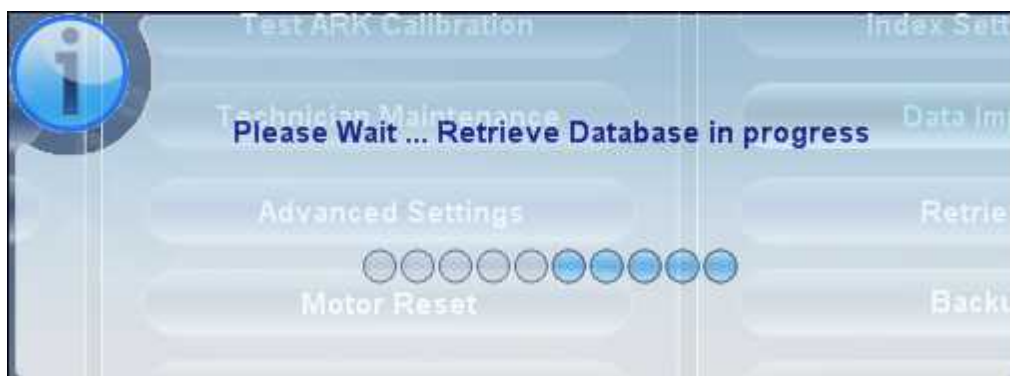 Test ARK Calibration
Index Sett
Technician Maintenance
Data Im
Please Wait ... Retrieve Database in progress
Advanced Settings
Retrie
Motor Reset
Backu